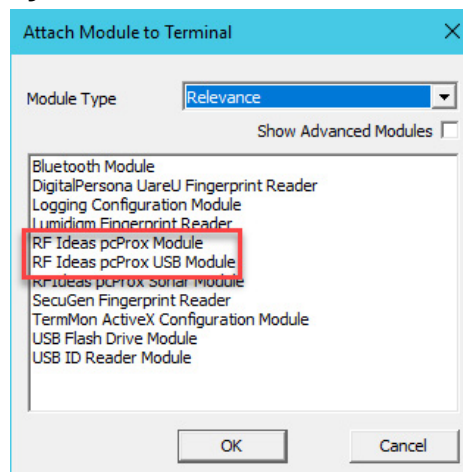 Attach Module to Terminal
Module Type
Relevance
Show Advanced Modules
Bluetooth Module
DigitalPersona UareU Fingerprint Reader
Logging Configuration Module
Lumidigm Fingerprint Reader
RF Ideas pcProx Module
RF Ideas pcProx USB Module
RFIdeas pcProx Sonar Module
SecuGen Fingerprint Reader
TermMon ActiveX Configuration Module
USB Flash Drive Module
USB ID Reader Module
OK
Cancel